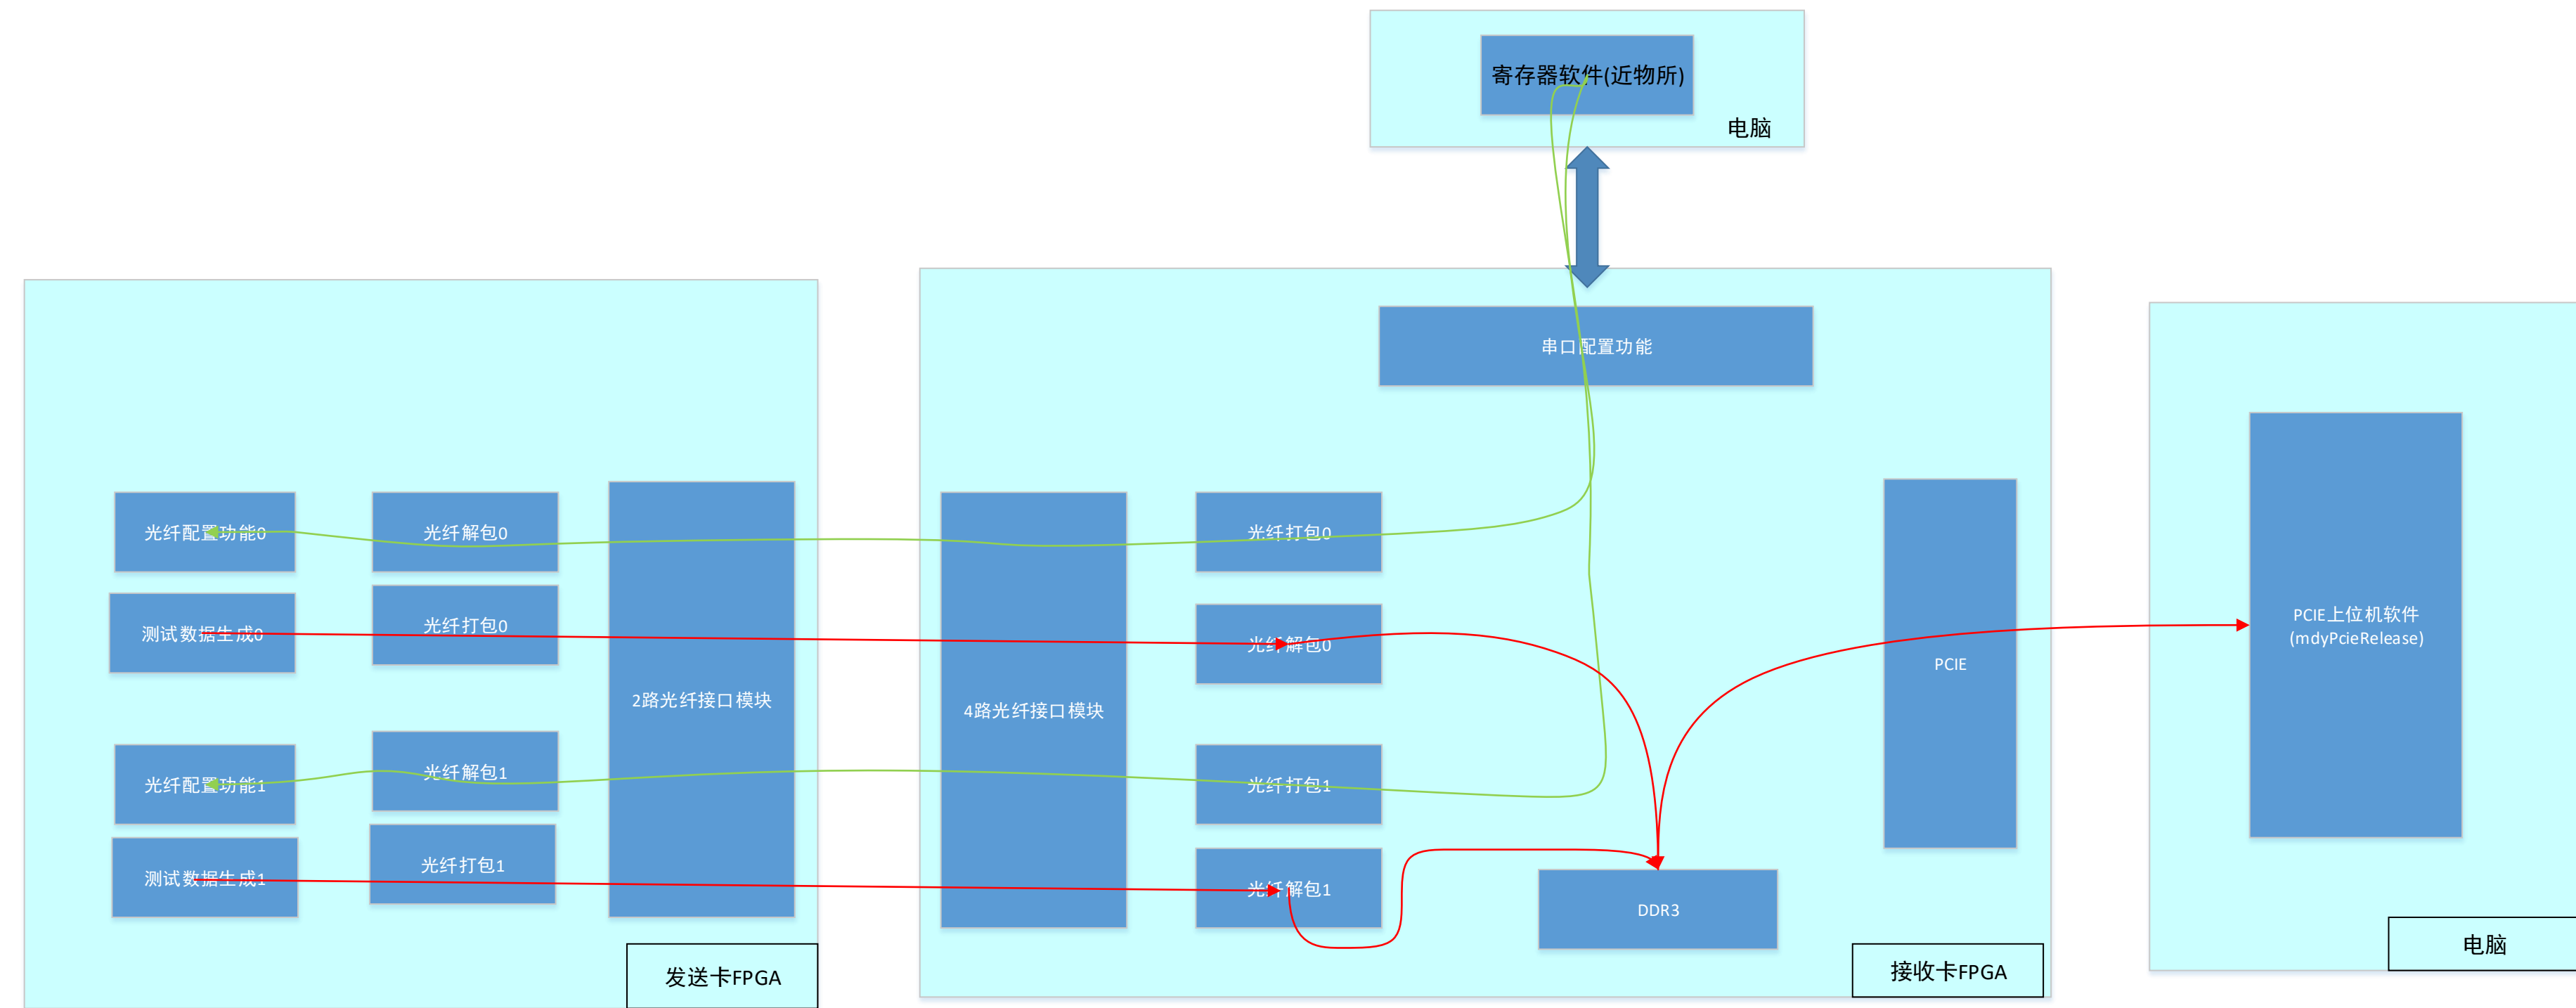 寄存器软件(近物所)
电脑
串口配置功能
光纤配置功能0
光纤解包0
光纤打包0
测试数据生成0
光纤打包0
光纤解包0
2路光纤接口模块
4路光纤接口模块
PCIE
PCIE上位机软件
(mdyPcieRelease)
光纤配置功能1
光纤解包1
光纤打包1
测试数据生成1
光纤打包1
光纤解包1
DDR3
发送卡FPGA
接收卡FPGA
电脑